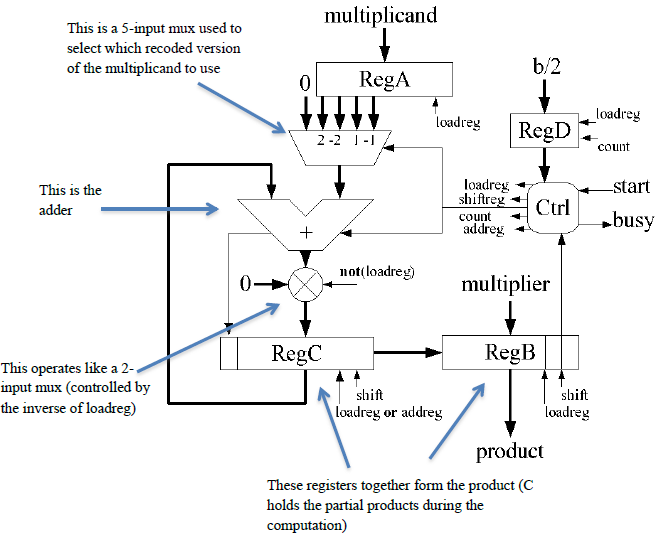 This is a 5-input mux used to
select which recoded version
of the multiplicand to use
multiplicand
RegA
0
loadreg
2 -2 1 -1
b/2
RegD
loadreg
count
This is the
adder
+
loadreg
shiftreg
count
addreg
Ctrl
start
busy
0
not(loadreg)
multiplier
This operates like a 2-
input mux (controlled by
the inverse of loadreg)
RegC
RegB
shift
loadreg or addreg
shift
loadreg
product
These registers together form the product (C
holds the partial products during the
computation)